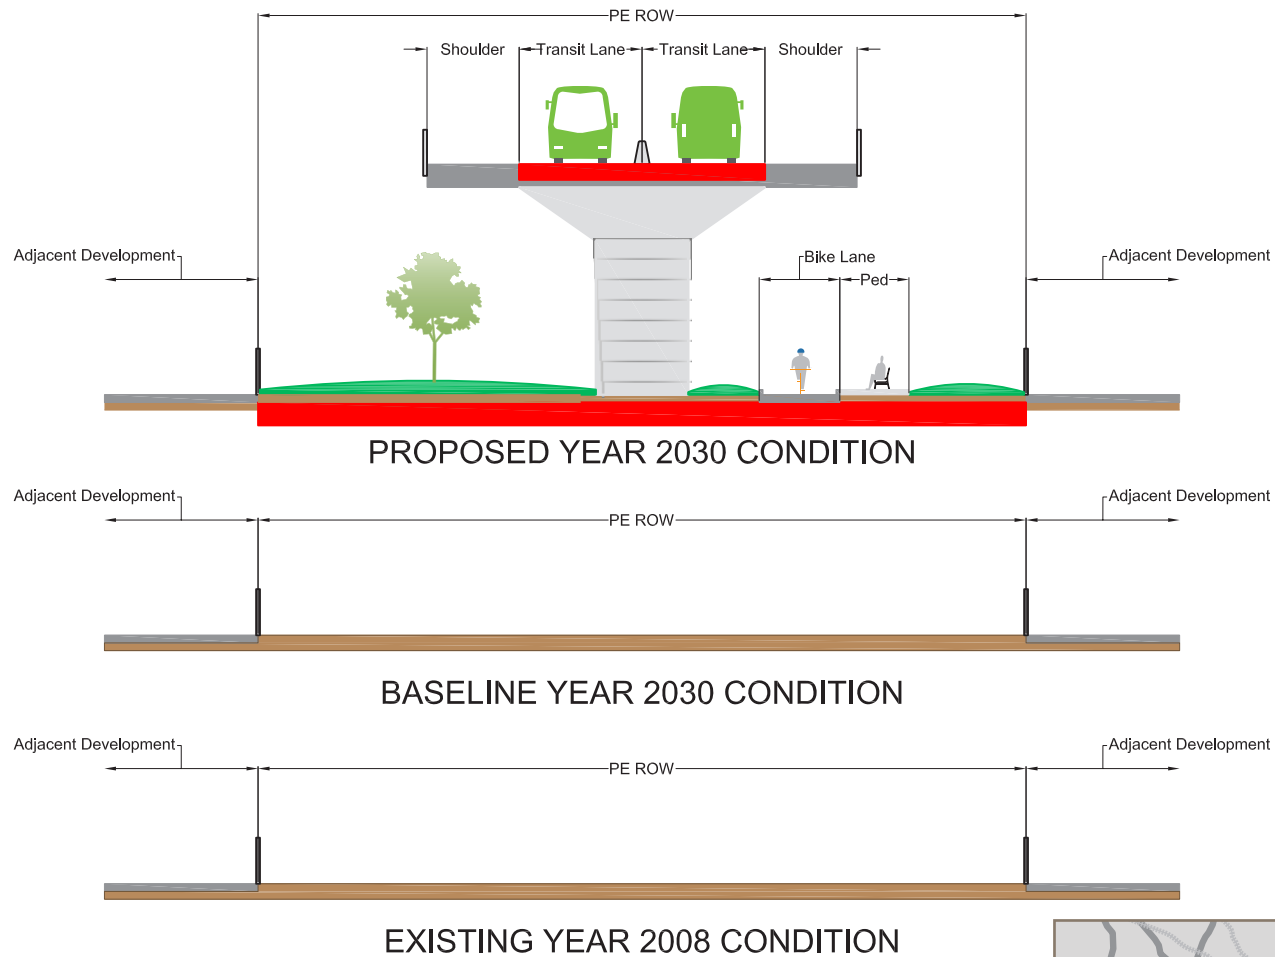 PE ROW
Shoulder Transit Lane Transit Lane Shoulder
Adjacent Development
Bike Lane
Adjacent Development
Ped
PROPOSED YEAR 2030 CONDITION
Adjacent Development
Adjacent Development
PE ROW
BASELINE YEAR 2030 CONDITION
Adjacent Development
Adjacent Development
PE ROW
EXISTING YEAR 2008 CONDITION